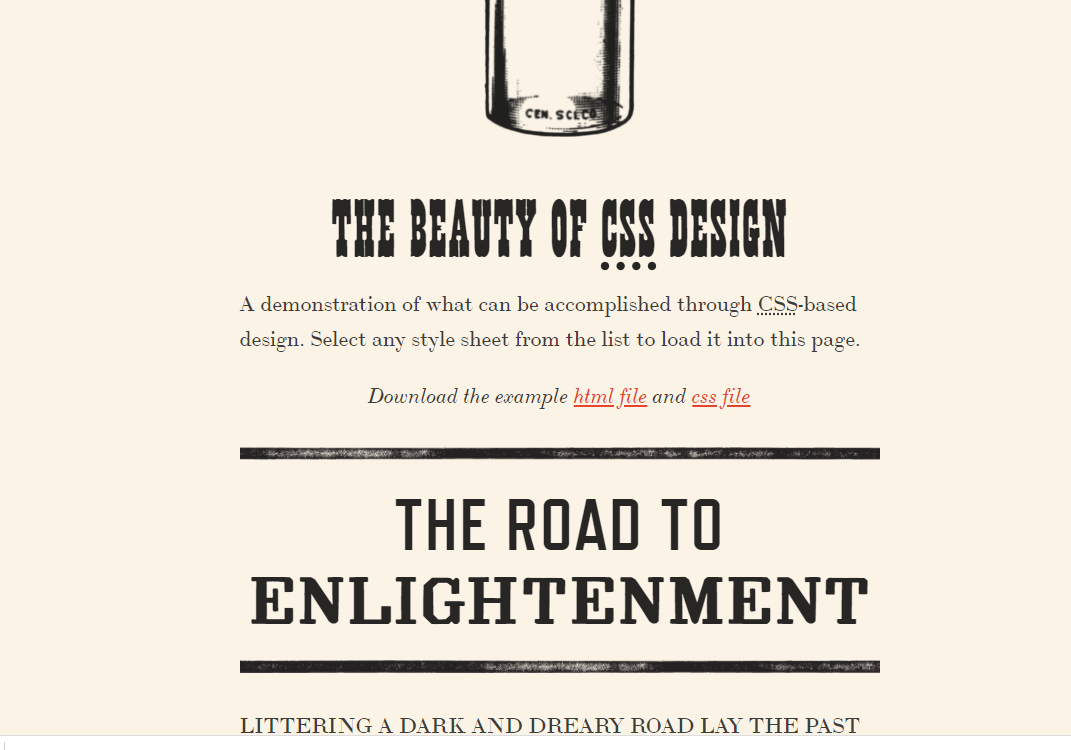 CEN. SCI.CO.
THE BEAUTY OF CSS DESIGN
A demonstration of what can be accomplished through CSS-based
design. Select any style sheet from the list to load it into this page.
Download the example html file and css file
THE ROAD TO
ENLIGHTENMENT
LITTERING A DARK AND DREARY ROAD LAY THE PAST